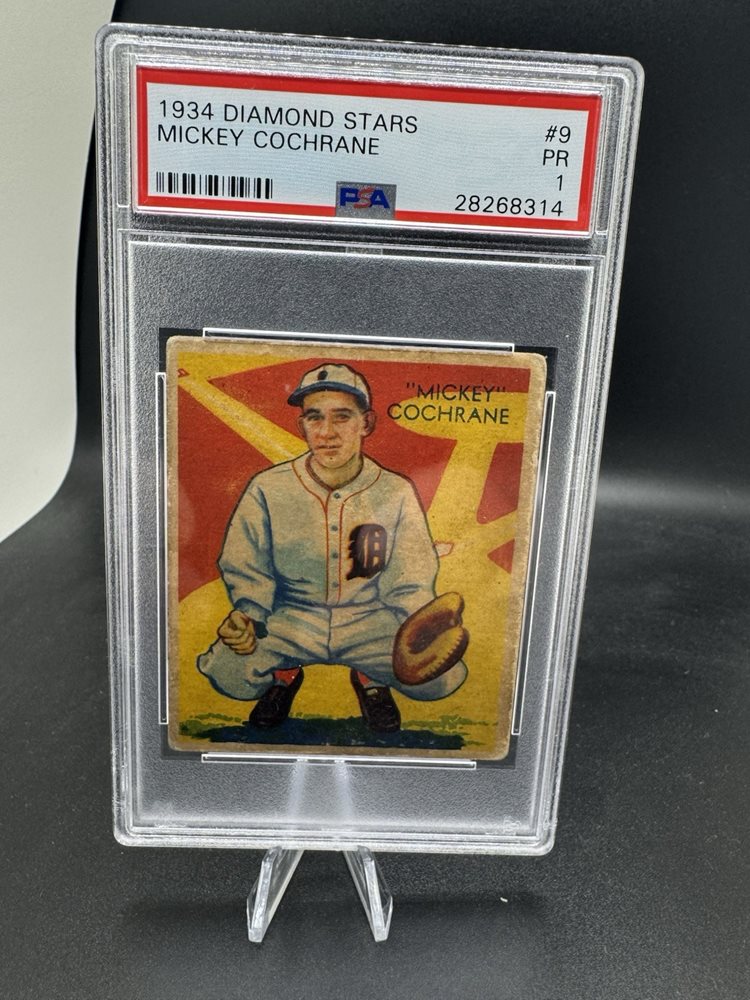 1934 DIAMOND STARS #9
MICKEY COCHRANE PR
1
PSA 28268314
"MICKEY"
COCHRANE
D